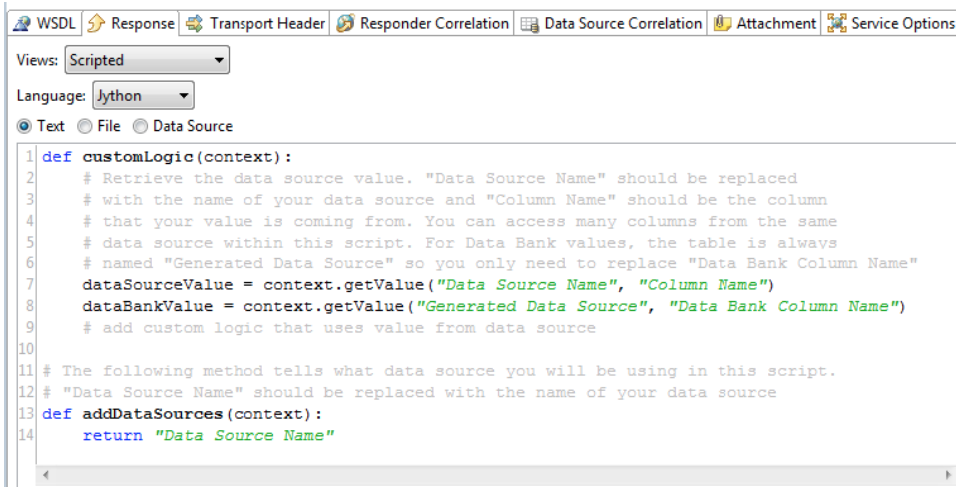 WSDL Response Transport Header Responder Correlation Data Source Correlation Attachment Service Options
Views: Scripted
Language: Jython
Text File Data Source
1 def customLogic(context):
2     # Retrieve the data source value. "Data Source Name" should be replaced
3     # with the name of your data source and "Column Name" should be the column
4     # that your value is coming from. You can access many columns from the same
5     # data source within this script. For Data Bank values, the table is always
6     # named "Generated Data Source" so you only need to replace "Data Bank Column Name"
7     dataSourceValue = context.getValue("Data Source Name", "Column Name")
8     dataBankValue = context.getValue("Generated Data Source", "Data Bank Column Name")
9     # add custom logic that uses value from data source
10
11 # The following method tells what data source you will be using in this script.
12 # "Data Source Name" should be replaced with the name of your data source
13 def addDataSources(context):
14     return "Data Source Name"